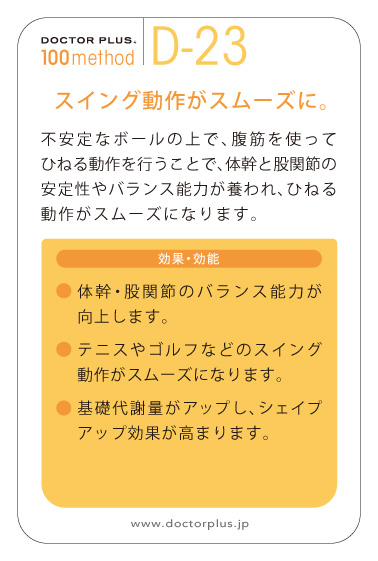 DOCTOR PLUS.
100method
D-23
スイング動作がスムーズに。
不安定なボールの上で、腹筋を使って
ひねる動作を行うことで、体幹と股関節の
安定性やバランス能力が養われ、ひねる
動作がスムーズになります。
効果・効能
● 体幹・股関節のバランス能力が
向上します。
● テニスやゴルフなどのスイング
動作がスムーズになります。
● 基礎代謝量がアップし、シェイプ
アップ効果が高まります。
www.doctorplus.jp